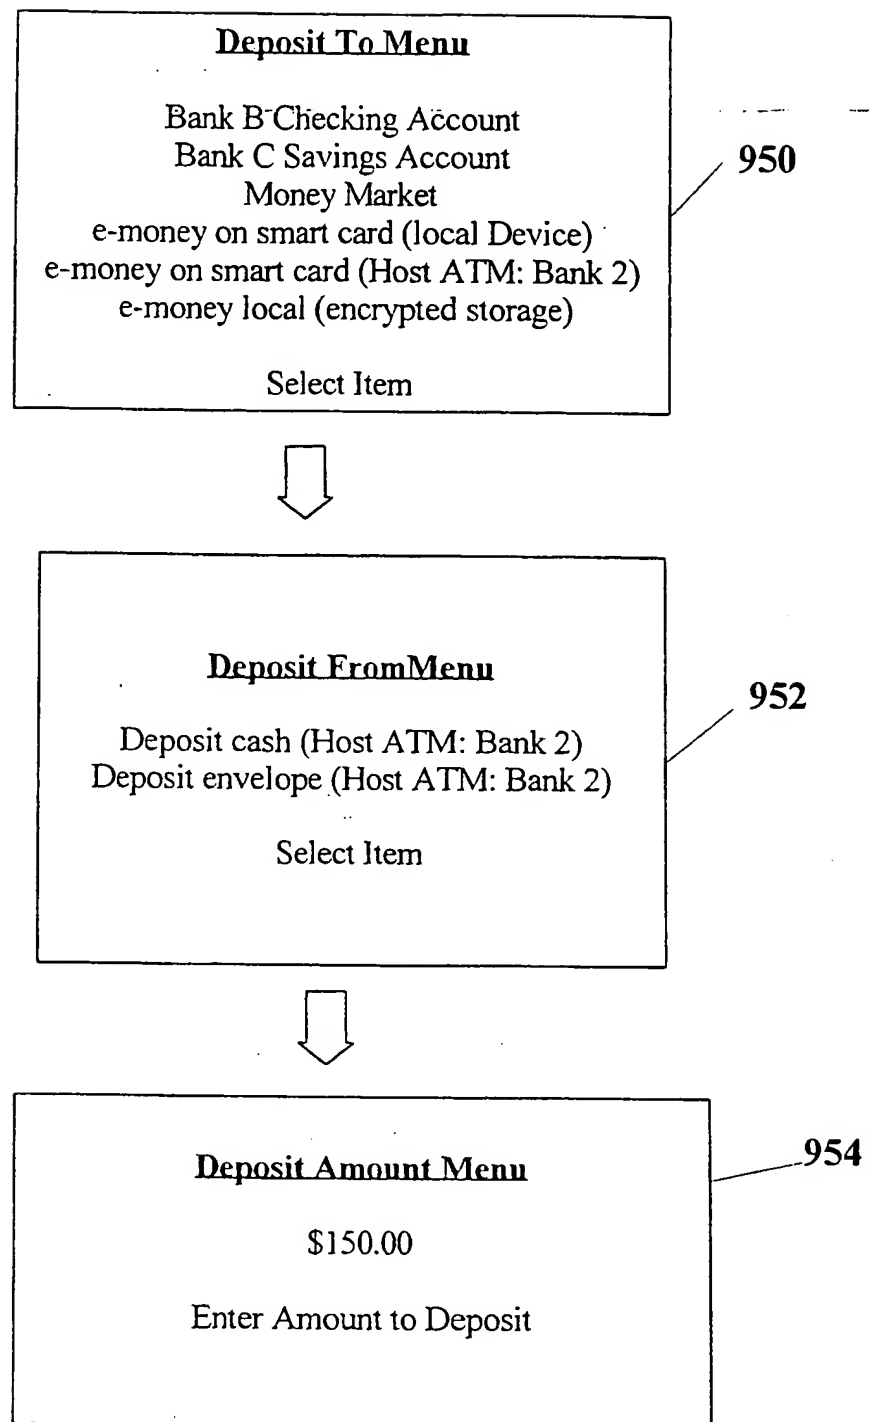 Deposit To Menu
Bank B Checking Account
Bank C Savings Account
Money Market
e-money on smart card (local Device)
e-money on smart card (Host ATM: Bank 2)
e-money local (encrypted storage)
Select Item
950
Deposit FromMenu
Deposit cash (Host ATM: Bank 2)
Deposit envelope (Host ATM: Bank 2)
Select Item
952
Deposit Amount Menu
$150.00
Enter Amount to Deposit
954